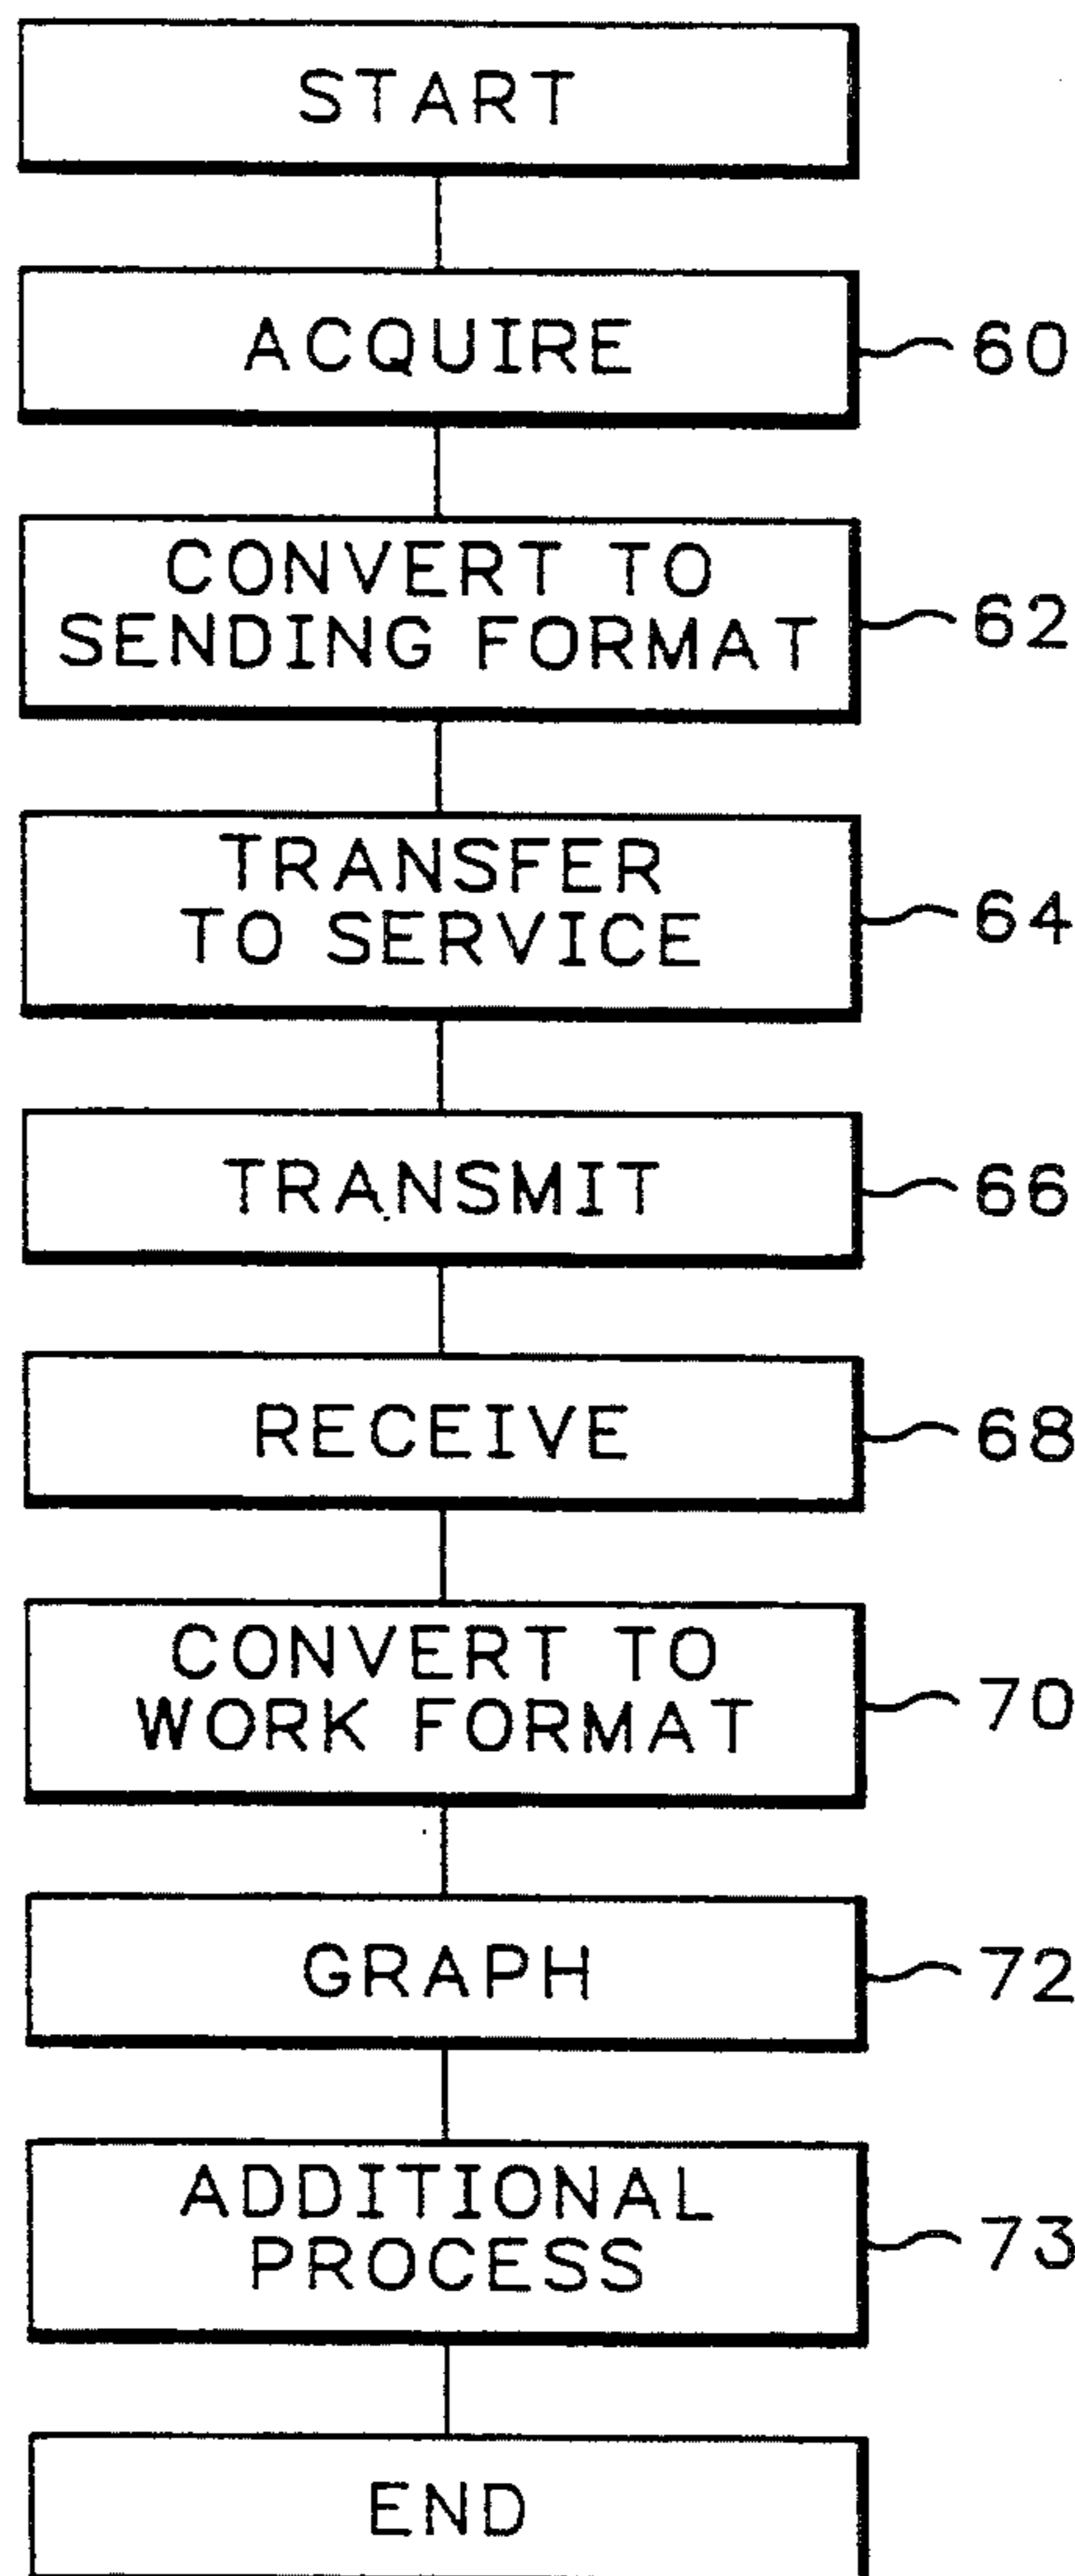 START
ACQUIRE
60
CONVERT TO
SENDING FORMAT
62
TRANSFER
TO SERVICE
64
TRANSMIT
66
RECEIVE
68
CONVERT TO
WORK FORMAT
70
GRAPH
72
ADDITIONAL
PROCESS
73
END